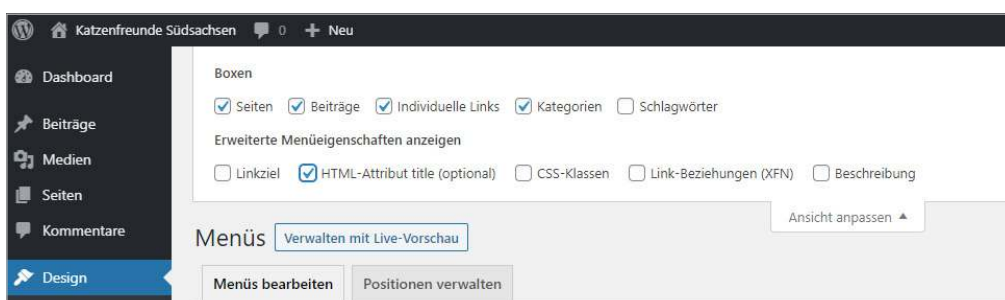 Katzenfreunde Südsachsen 0 + Neu
Dashboard
Beiträge
Medien
Seiten
Kommentare
Design
Boxen
Seiten Beiträge Individuelle Links Kategorien Schlagwörter
Erweiterte Menüeigenschaften anzeigen
Linkziel HTML-Attribut title (optional) CSS-Klassen Link-Beziehungen (XFN) Beschreibung
Ansicht anpassen ▲
Menüs Verwalten mit Live-Vorschau
Menüs bearbeiten Positionen verwalten